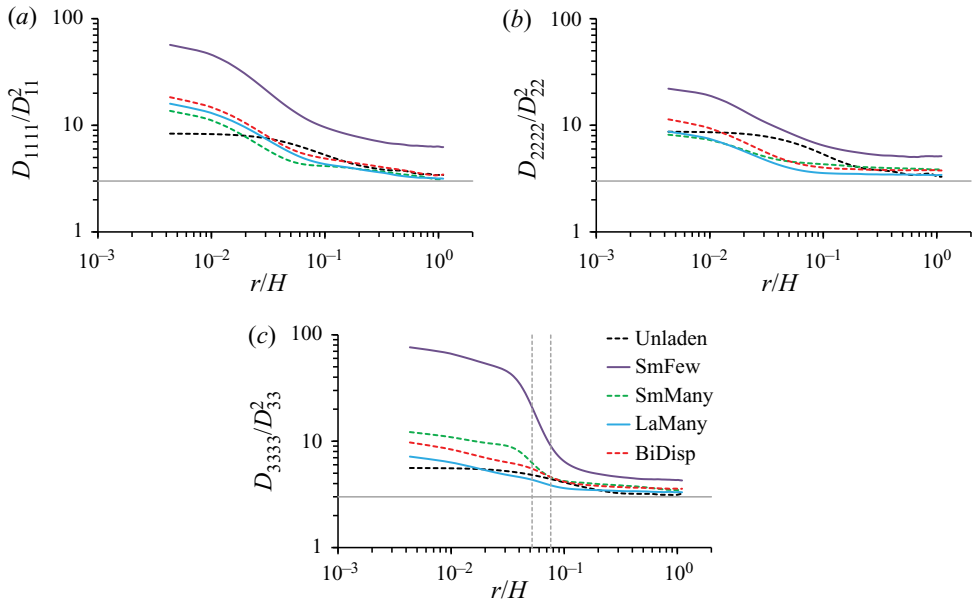 (a)
100
10
1
D₁₁₁₁/D²₁₁
10⁻³ 10⁻² 10⁻¹ 10⁰
r/H
(b)
100
10
1
D₂₂₂₂/D²₂₂
10⁻³ 10⁻² 10⁻¹ 10⁰
r/H
(c)
100
10
1
D₃₃₃₃/D²₃₃
10⁻³ 10⁻² 10⁻¹ 10⁰
r/H
Unladen
SmFew
SmMany
LaMany
BiDisp